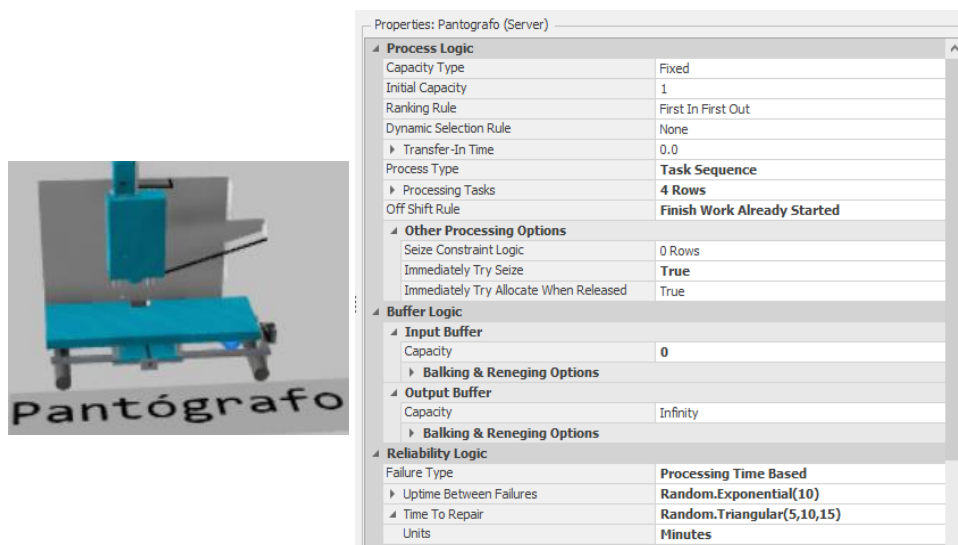 Pantógrafo
Properties: Pantografo (Server)
Process Logic
Capacity Type Fixed
Initial Capacity 1
Ranking Rule First In First Out
Dynamic Selection Rule None
Transfer-In Time 0.0
Process Type Task Sequence
Processing Tasks 4 Rows
Off Shift Rule Finish Work Already Started
Other Processing Options
Seize Constraint Logic 0 Rows
Immediately Try Seize True
Immediately Try Allocate When Released True
Buffer Logic
Input Buffer
Capacity 0
Balking & Reneging Options
Output Buffer
Capacity Infinity
Balking & Reneging Options
Reliability Logic
Failure Type Processing Time Based
Uptime Between Failures Random.Exponential(10)
Time To Repair Random.Triangular(5,10,15)
Units Minutes